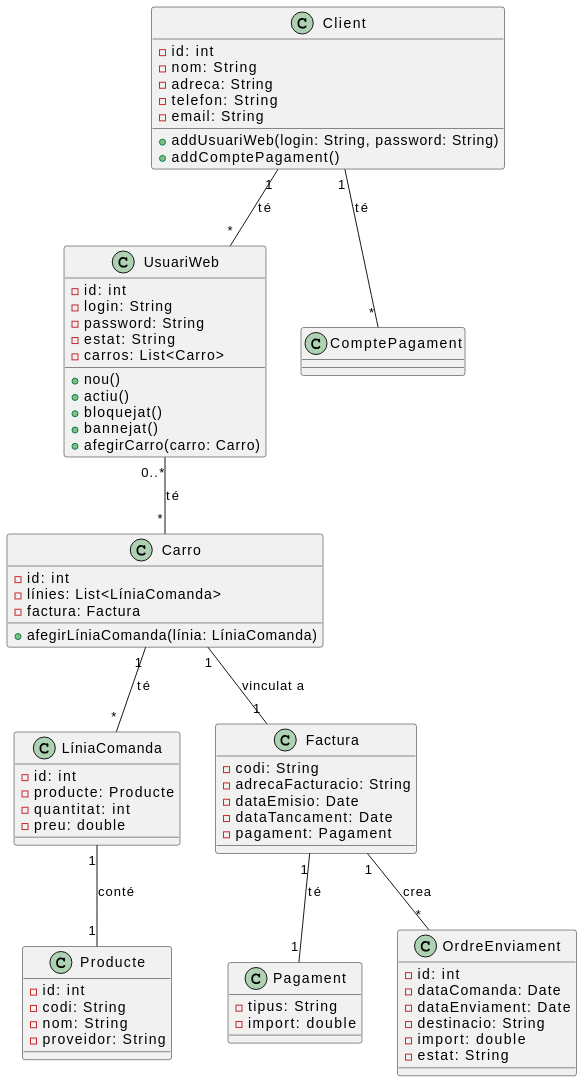 C Client
id: int
nom: String
adreca: String
telefon: String
email: String
addUsuariWeb(login: String, password: String)
addComptePagament()
1 1
té té
* *
C UsuariWeb
id: int
login: String
password: String
estat: String
carros: List<Carro>
nou()
actiu()
bloquejat()
bannejat()
afegirCarro(carro: Carro)
C ComptePagament
0..*
té
*
C Carro
id: int
línies: List<LíniaComanda>
factura: Factura
afegirLíniaComanda(línia: LíniaComanda)
1 1
té vinculat a
* 1
C LíniaComanda
id: int
producte: Producte
quantitat: int
preu: double
C Factura
codi: String
adrecaFacturacio: String
dataEmisio: Date
dataTancament: Date
pagament: Pagament
1 1 1
conté té crea
1 1 *
C Producte
id: int
codi: String
nom: String
proveidor: String
C Pagament
tipus: String
import: double
C OrdreEnviament
id: int
dataComanda: Date
dataEnviament: Date
destinacio: String
import: double
estat: String